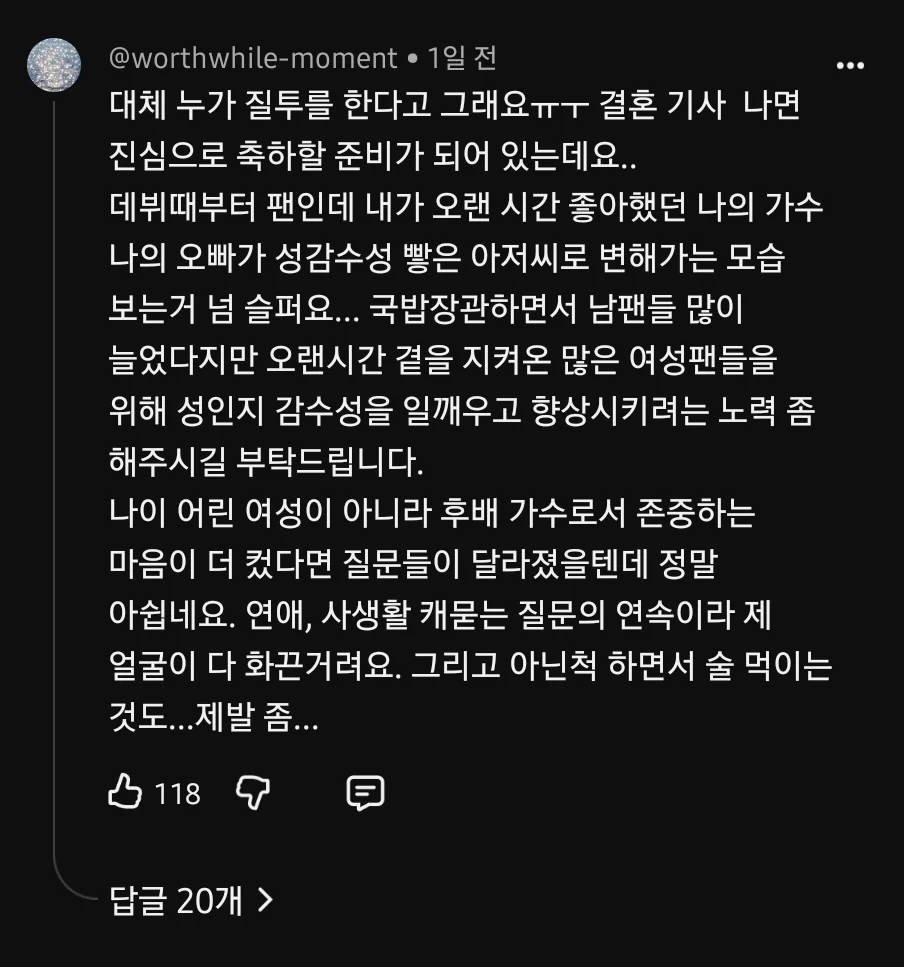 @worthwhile-moment • 1일 전
대체 누가 질투를 한다고 그래요ㅠㅜ 결혼 기사 나면
진심으로 축하할 준비가 되어 있는데요..
데뷔때부터 팬인데 내가 오랜 시간 좋아했던 나의 가수
나의 오빠가 성감수성 빻은 아저씨로 변해가는 모습
보는거 넘 슬퍼요... 국밥장관하면서 남팬들 많이
늘었다지만 오랜시간 곁을 지켜온 많은 여성팬들을
위해 성인지 감수성을 일깨우고 향상시키려는 노력 좀
해주시길 부탁드립니다.
나이 어린 여성이 아니라 후배 가수로서 존중하는
마음이 더 컸다면 질문들이 달라졌을텐데 정말
아쉽네요. 연애, 사생활 캐묻는 질문의 연속이라 제
얼굴이 다 화끈거려요. 그리고 아닌척 하면서 술 먹이는
것도...제발 좀...
118
답글 20개